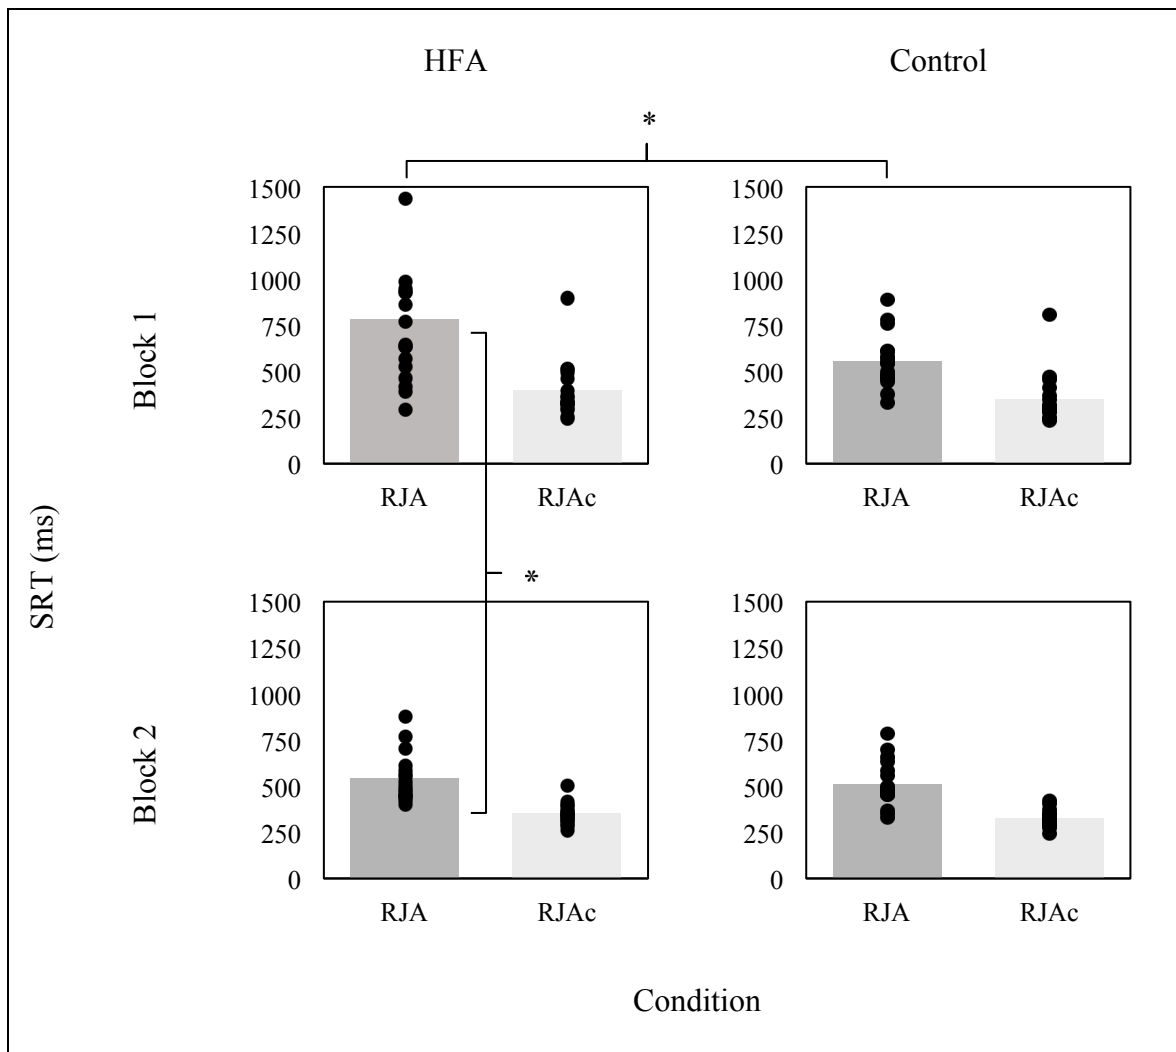 HFA Control
*
Block 1
1500 1500
1250 1250
1000 1000
750 750
500 500
250 250
0 0
RJA RJAc RJA RJAc
SRT (ms)
*
Block 2
1500 1500
1250 1250
1000 1000
750 750
500 500
250 250
0 0
RJA RJAc RJA RJAc
Condition